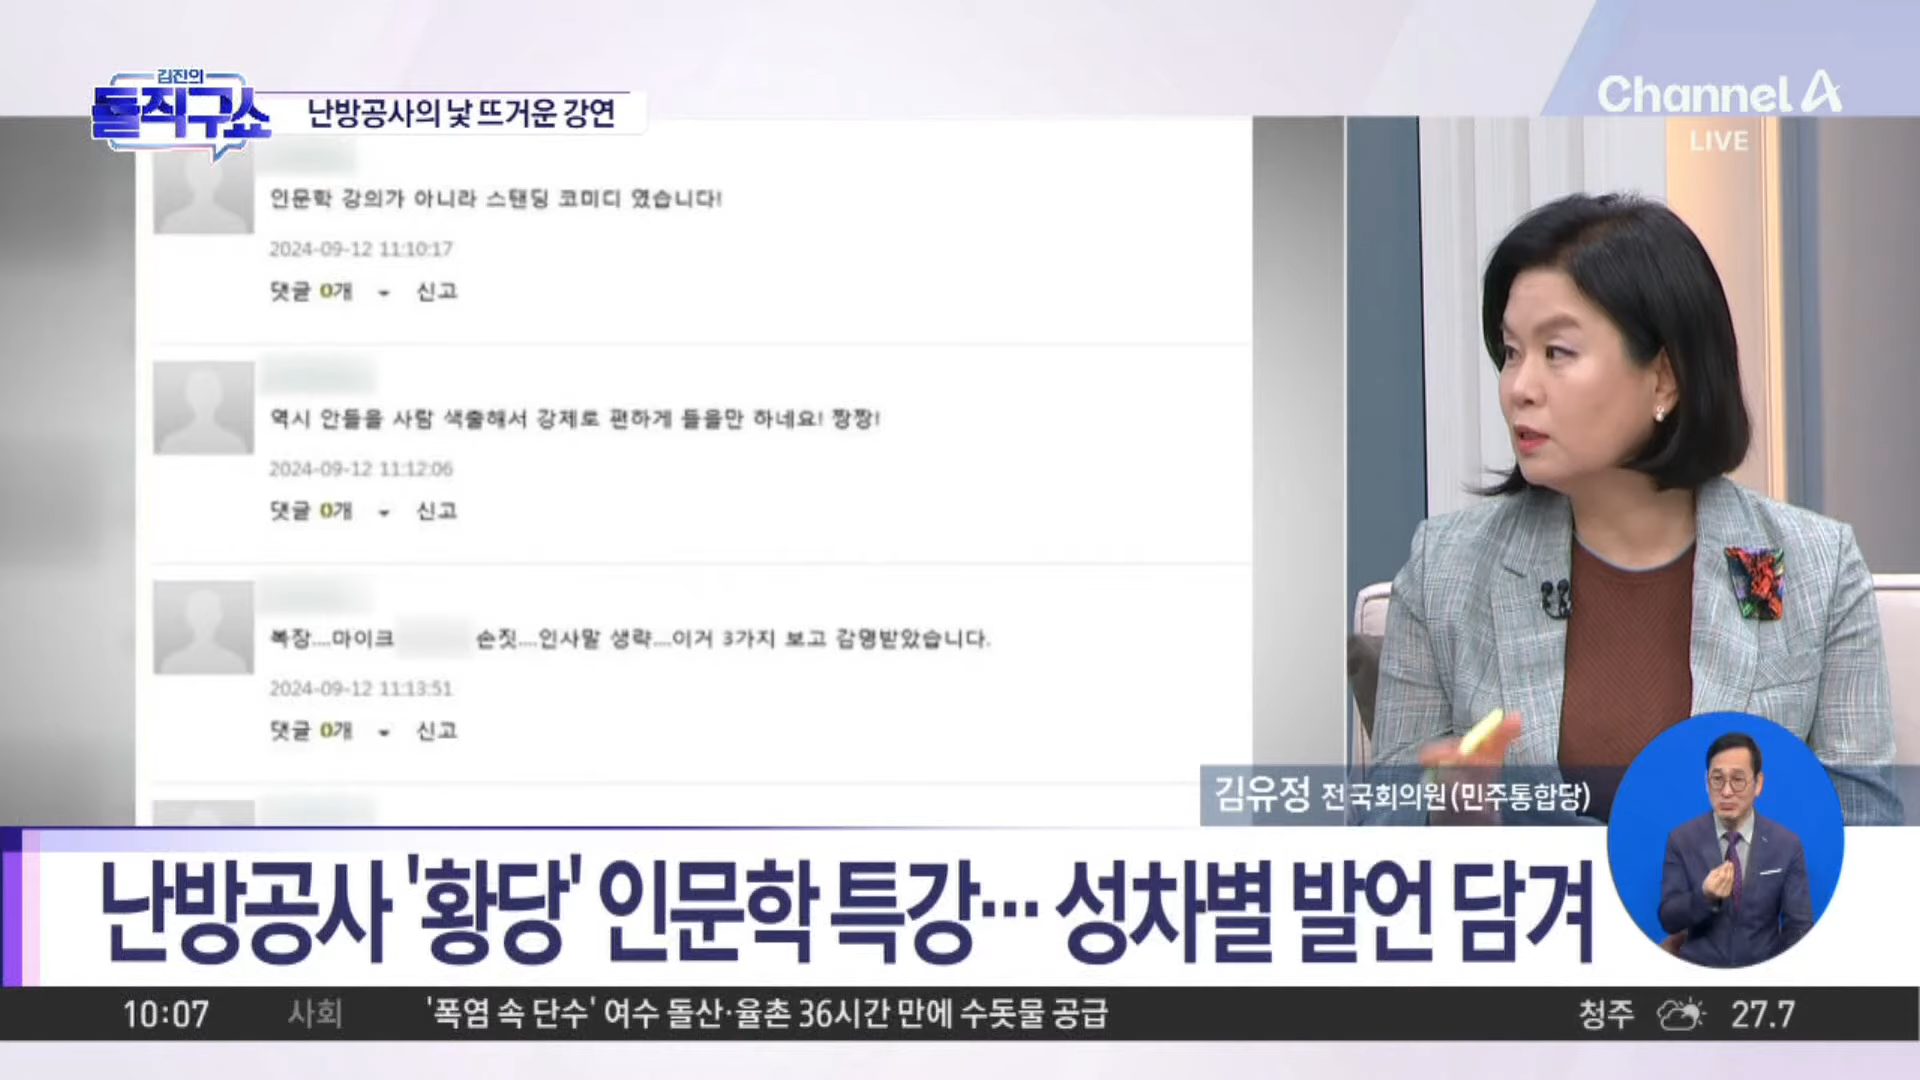 김진의
돌직구쇼
난방공사의 낯 뜨거운 강연
Channel A
LIVE
인문학 강의가 아니라 스탠딩 코미디 였습니다!
2024-09-12 11:10:17
댓글 0개 신고
역시 안들을 사람 색출해서 강제로 편하게 들을만 하네요! 짱짱!
2024-09-12 11:12:06
댓글 0개 신고
복장....마이크 손짓....인사말 생략....이거 3가지 보고 감명받았습니다.
2024-09-12 11:13:51
댓글 0개 신고
김유정 전 국회의원(민주통합당)
난방공사 '황당' 인문학 특강… 성차별 발언 담겨
10:07 사회 '폭염 속 단수' 여수 돌산·율촌 36시간 만에 수돗물 공급 청주 27.7